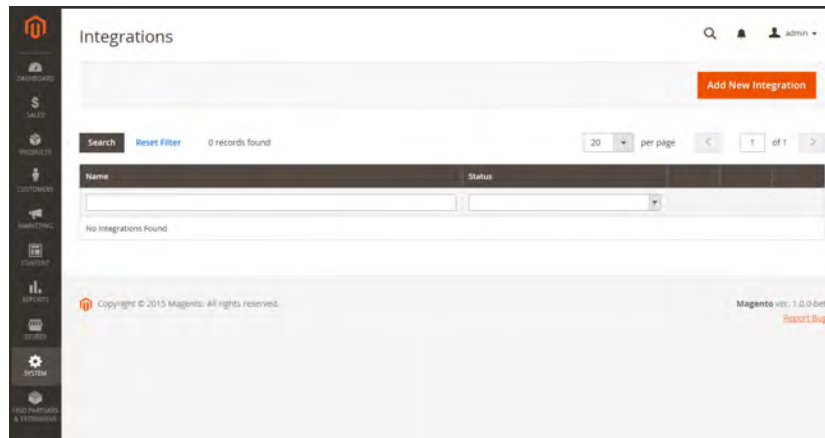 Integrations
admin
Add New Integration
Search Reset Filter 0 records found 20 per page 1 of 1
Name Status
No Integrations Found
Copyright © 2015 Magento. All rights reserved.
Magento ver. 1.0.0-bet
Report Bug
DASHBOARD
SALES
PRODUCTS
CUSTOMERS
MARKETING
CONTENT
REPORTS
STORES
SYSTEM
FIND PARTNERS
& EXTENSIONS